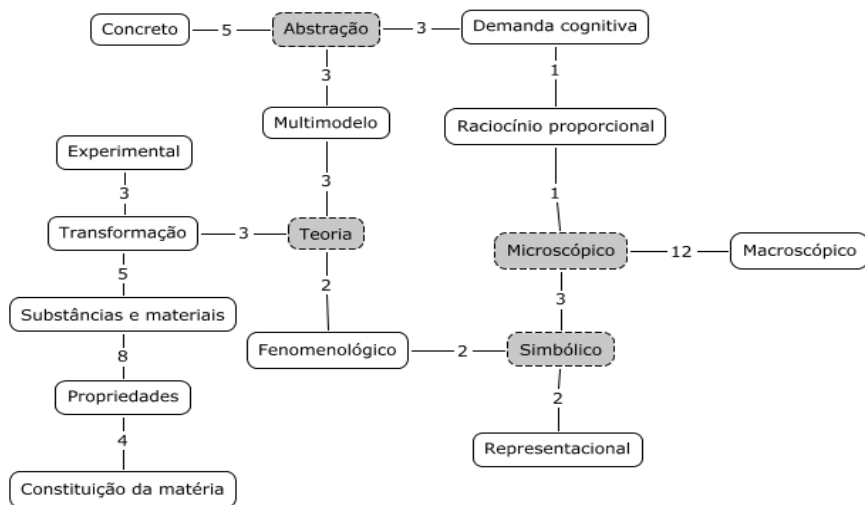 Concreto 5 Abstração 3 Demanda cognitiva
3 1
Multimodelo Raciocínio proporcional
Experimental
3 3 1
Transformação 3 Teoria Microscópico 12 Macroscópico
5 2 3
Substâncias e materiais
8 Fenomenológico 2 Simbólico
Propriedades 2
4 Representacional
Constituição da matéria